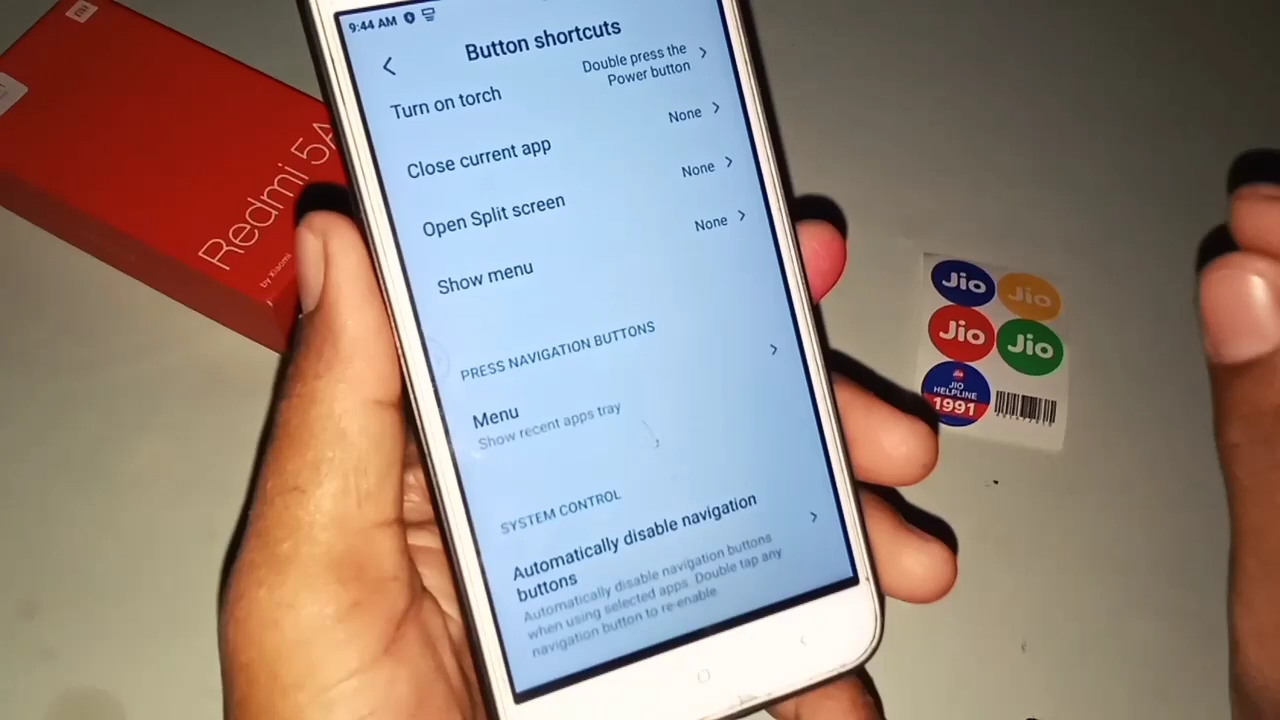 9:44 AM
Button shortcuts
Turn on torch
Double press the
Power button
Close current app
None
Open Split screen
None
Show menu
None
PRESS NAVIGATION BUTTONS
Menu
Show recent apps tray
SYSTEM CONTROL
Automatically disable navigation
buttons
Automatically disable navigation buttons
when using selected apps. Double tap any
navigation button to re-enable.
Redmi 5A
by Xiaomi
mi
Jio
Jio
Jio
Jio
JIO
HELPLINE
1991